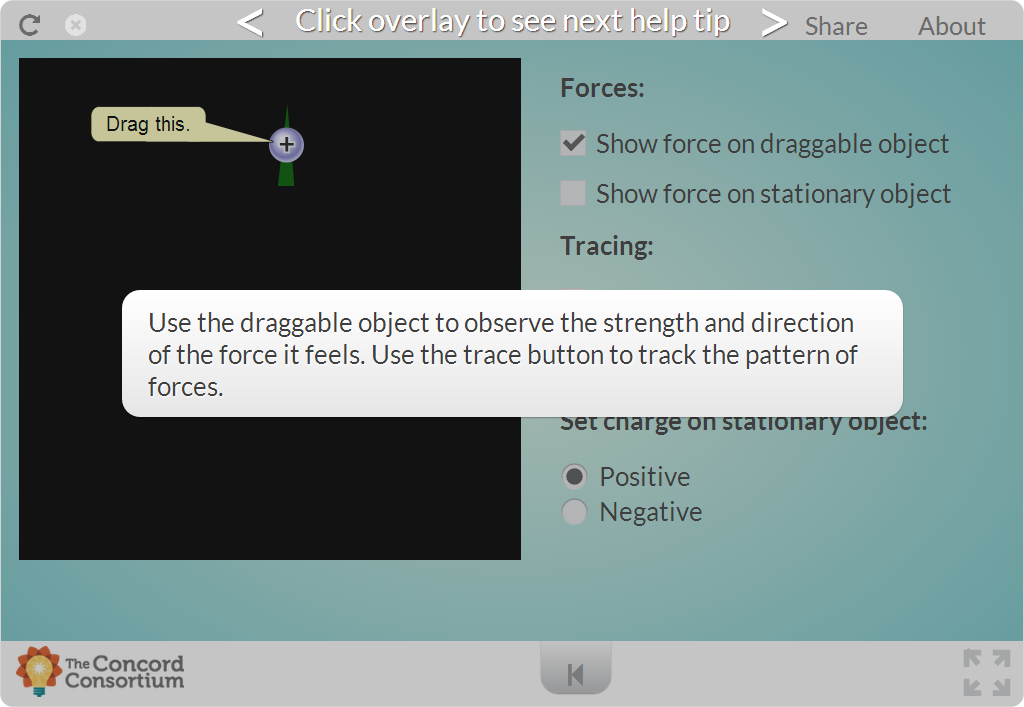 < Click overlay to see next help tip >
Share
About
Drag this.
+
Forces:
Show force on draggable object
Show force on stationary object
Tracing:
Use the draggable object to observe the strength and direction
of the force it feels. Use the trace button to track the pattern of
forces.
Set charge on stationary object:
Positive
Negative
The Concord
Consortium